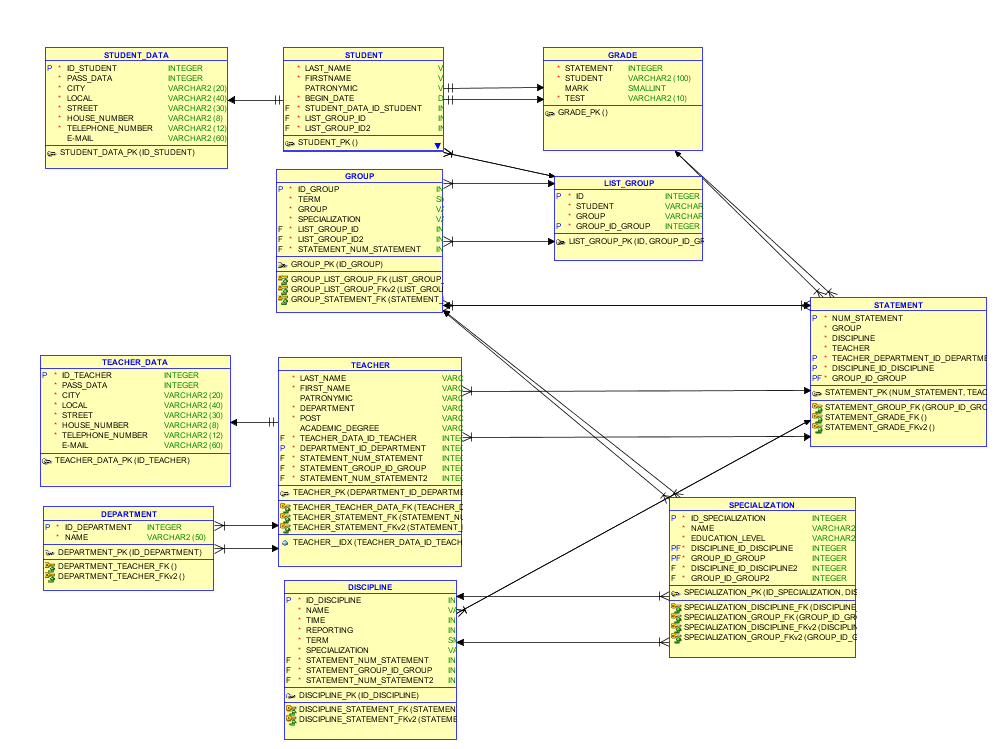 STUDENT_DATA
P * ID_STUDENT INTEGER
* PASS_DATA INTEGER
* CITY VARCHAR2 (20)
* LOCAL VARCHAR2 (40)
* STREET VARCHAR2 (30)
* HOUSE_NUMBER VARCHAR2 (8)
* TELEPHONE_NUMBER VARCHAR2 (12)
E-MAIL VARCHAR2 (60)
STUDENT_DATA_PK (ID_STUDENT)
STUDENT
* LAST_NAME V
* FIRSTNAME V
PATRONYMIC V
* BEGIN_DATE D
F * STUDENT_DATA_ID_STUDENT IN
F * LIST_GROUP_ID IN
F * LIST_GROUP_ID2 IN
STUDENT_PK ()
GRADE
* STATEMENT INTEGER
* STUDENT VARCHAR2 (100)
MARK SMALLINT
* TEST VARCHAR2 (10)
GRADE_PK ()
GROUP
P * ID_GROUP IN
* TERM S
* GROUP V
* SPECIALIZATION V
F * LIST_GROUP_ID IN
F * LIST_GROUP_ID2 IN
F * STATEMENT_NUM_STATEMENT IN
GROUP_PK (ID_GROUP)
GROUP_LIST_GROUP_FK (LIST_GROUP_
GROUP_LIST_GROUP_FKv2 (LIST_GROU
GROUP_STATEMENT_FK (STATEMENT_
LIST_GROUP
P * ID INTEGER
* STUDENT VARCHAR
* GROUP VARCHAR
P * GROUP_ID_GROUP INTEGER
LIST_GROUP_PK (ID, GROUP_ID_GR
STATEMENT
P * NUM_STATEMENT
* GROUP
* DISCIPLINE
* TEACHER
P * TEACHER_DEPARTMENT_ID_DEPARTME
P * DISCIPLINE_ID_DISCIPLINE
PF * GROUP_ID_GROUP
STATEMENT_PK (NUM_STATEMENT, TEAC
STATEMENT_GROUP_FK (GROUP_ID_GRO
STATEMENT_GRADE_FK ()
STATEMENT_GRADE_FKv2 ()
TEACHER_DATA
P * ID_TEACHER INTEGER
* PASS_DATA INTEGER
* CITY VARCHAR2 (20)
* LOCAL VARCHAR2 (40)
* STREET VARCHAR2 (30)
* HOUSE_NUMBER VARCHAR2 (8)
* TELEPHONE_NUMBER VARCHAR2 (12)
E-MAIL VARCHAR2 (60)
TEACHER_DATA_PK (ID_TEACHER)
TEACHER
* LAST_NAME VARC
* FIRST_NAME VARC
PATRONYMIC VARC
* DEPARTMENT VARC
* POST VARC
ACADEMIC_DEGREE VARC
F * TEACHER_DATA_ID_TEACHER INTE
P * DEPARTMENT_ID_DEPARTMENT INTE
F * STATEMENT_NUM_STATEMENT INTE
F * STATEMENT_GROUP_ID_GROUP INTE
F * STATEMENT_NUM_STATEMENT2 INTE
TEACHER_PK (DEPARTMENT_ID_DEPARTME
TEACHER_TEACHER_DATA_FK (TEACHER_D
TEACHER_STATEMENT_FK (STATEMENT_NU
TEACHER_STATEMENT_FKv2 (STATEMENT_
TEACHER__IDX (TEACHER_DATA_ID_TEACH
DEPARTMENT
P * ID_DEPARTMENT INTEGER
* NAME VARCHAR2 (50)
DEPARTMENT_PK (ID_DEPARTMENT)
DEPARTMENT_TEACHER_FK ()
DEPARTMENT_TEACHER_FKv2 ()
SPECIALIZATION
P * ID_SPECIALIZATION INTEGER
* NAME VARCHAR2
* EDUCATION_LEVEL VARCHAR2
PF * DISCIPLINE_ID_DISCIPLINE INTEGER
PF * GROUP_ID_GROUP INTEGER
F * DISCIPLINE_ID_DISCIPLINE2 INTEGER
F * GROUP_ID_GROUP2 INTEGER
SPECIALIZATION_PK (ID_SPECIALIZATION, DIS
SPECIALIZATION_DISCIPLINE_FK (DISCIPLINE
SPECIALIZATION_GROUP_FK (GROUP_ID_GR
SPECIALIZATION_DISCIPLINE_FKv2 (DISCIPLIN
SPECIALIZATION_GROUP_FKv2 (GROUP_ID_G
DISCIPLINE
P * ID_DISCIPLINE IN
* NAME VA
* TIME IN
* REPORTING IN
* TERM SM
* SPECIALIZATION VA
F * STATEMENT_NUM_STATEMENT IN
F * STATEMENT_GROUP_ID_GROUP IN
F * STATEMENT_NUM_STATEMENT2 IN
DISCIPLINE_PK (ID_DISCIPLINE)
DISCIPLINE_STATEMENT_FK (STATEMEN
DISCIPLINE_STATEMENT_FKv2 (STATEME